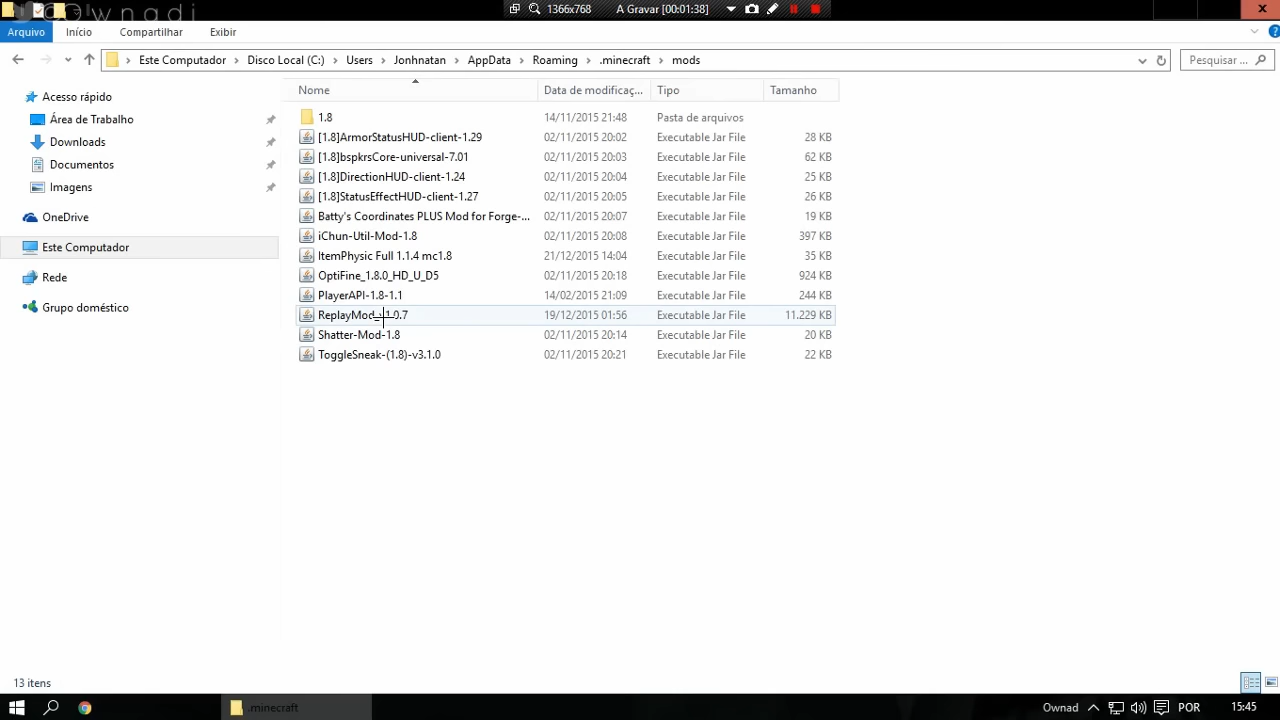 Ownadj
1366x768 A Gravar [00:01:38]
Arquivo Início Compartilhar Exibir
Este Computador Disco Local (C:) Users Jonhnatan AppData Roaming .minecraft mods Pesquisar ...
Nome Data de modificaç... Tipo Tamanho
Acesso rápido
Área de Trabalho
Downloads
Documentos
Imagens
OneDrive
Este Computador
Rede
Grupo doméstico
1.8 14/11/2015 21:48 Pasta de arquivos
[1.8]ArmorStatusHUD-client-1.29 02/11/2015 20:02 Executable Jar File 28 KB
[1.8]bspkrsCore-universal-7.01 02/11/2015 20:03 Executable Jar File 62 KB
[1.8]DirectionHUD-client-1.24 02/11/2015 20:04 Executable Jar File 25 KB
[1.8]StatusEffectHUD-client-1.27 02/11/2015 20:05 Executable Jar File 26 KB
Batty's Coordinates PLUS Mod for Forge-... 02/11/2015 20:07 Executable Jar File 19 KB
iChun-Util-Mod-1.8 02/11/2015 20:08 Executable Jar File 397 KB
ItemPhysic Full 1.1.4 mc1.8 21/12/2015 14:04 Executable Jar File 35 KB
OptiFine_1.8.0_HD_U_D5 02/11/2015 20:18 Executable Jar File 924 KB
PlayerAPI-1.8-1.1 14/02/2015 21:09 Executable Jar File 244 KB
ReplayMod_-1.0.7 19/12/2015 01:56 Executable Jar File 11.229 KB
Shatter-Mod-1.8 02/11/2015 20:14 Executable Jar File 20 KB
ToggleSneak-(1.8)-v3.1.0 02/11/2015 20:21 Executable Jar File 22 KB
13 itens
.minecraft Ownad POR 15:45